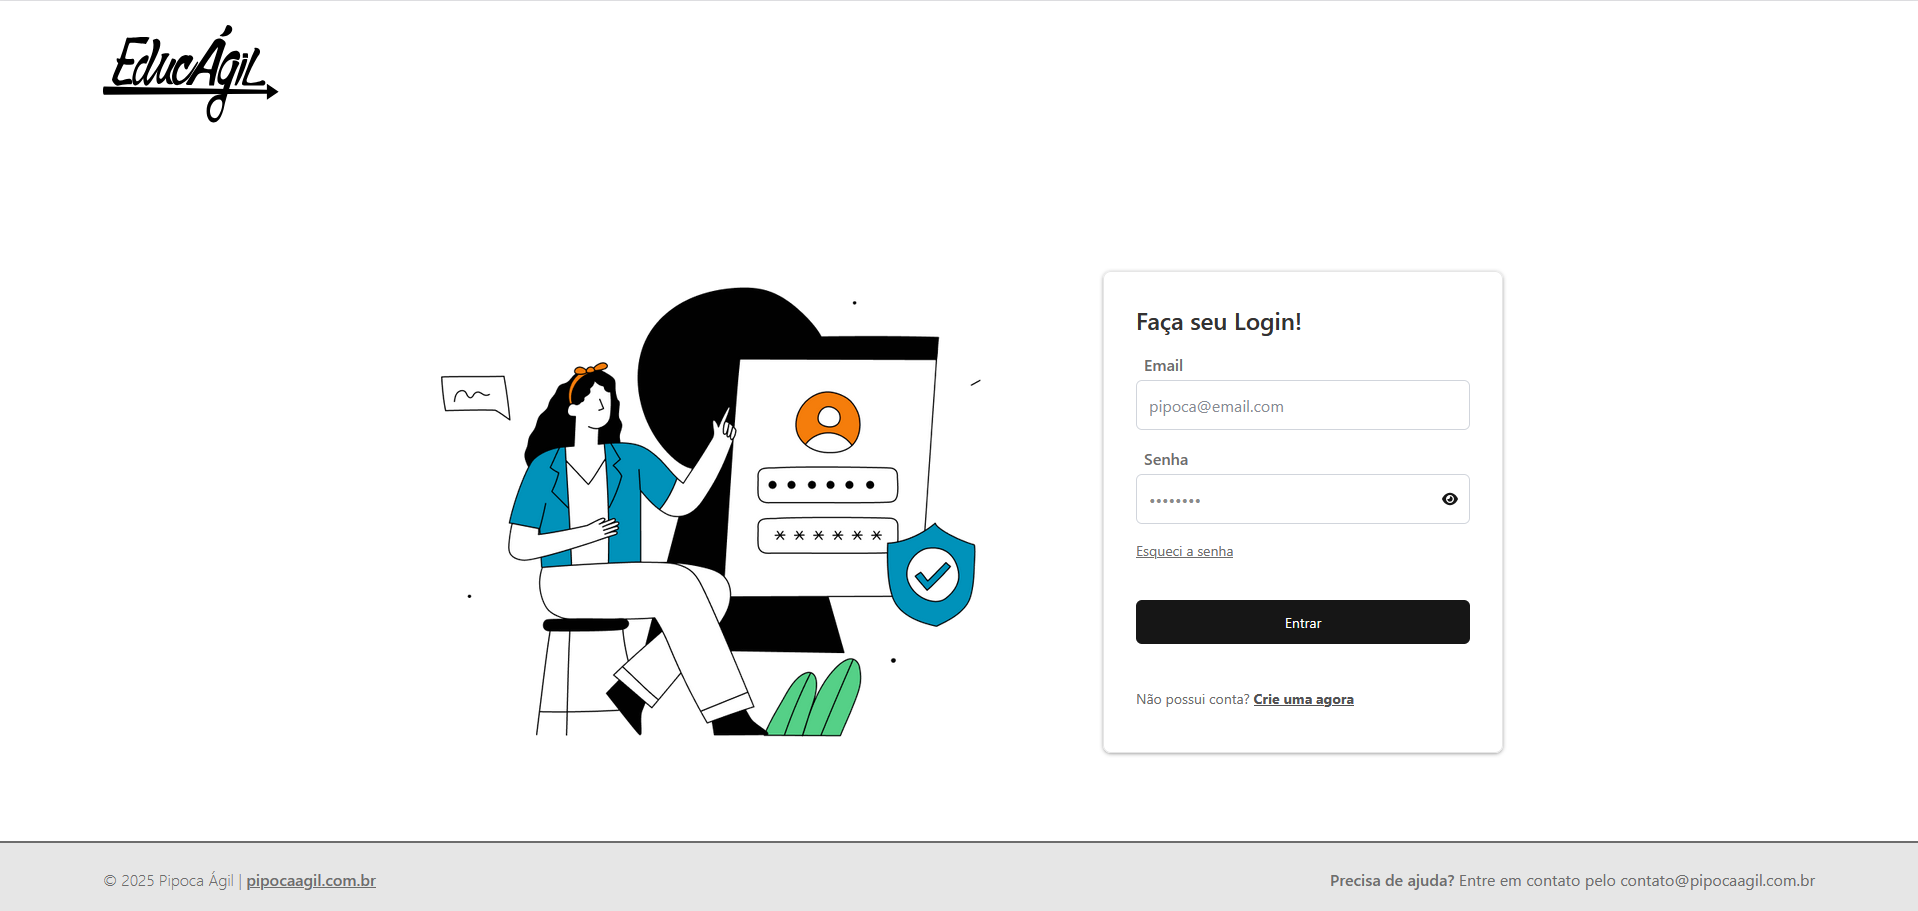 EducÁgil
Faça seu Login!
Email
pipoca@email.com
Senha
••••••••
Esqueci a senha
Entrar
Não possui conta? Crie uma agora
© 2025 Pipoca Ágil | pipocaagil.com.br
Precisa de ajuda? Entre em contato pelo contato@pipocaagil.com.br